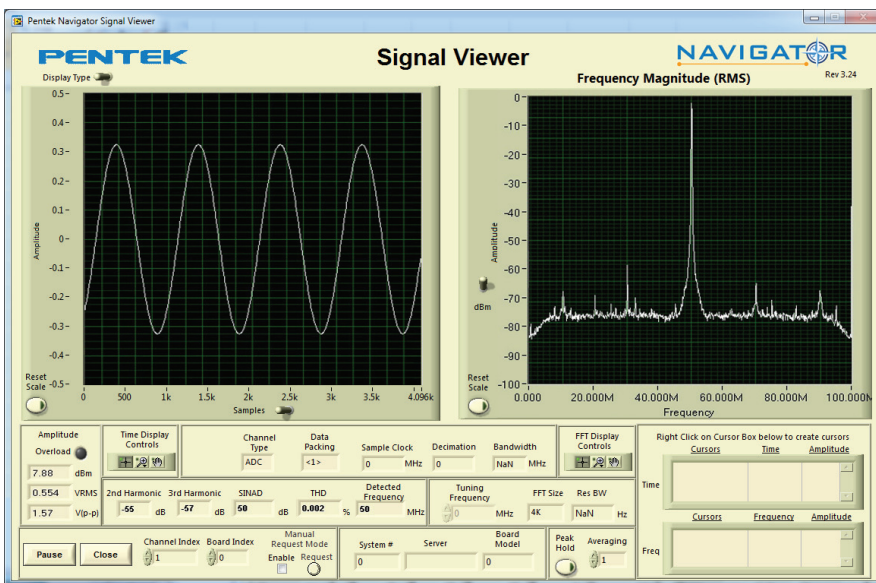 Pentek Navigator Signal Viewer
PENTEK
Signal Viewer
NAVIGATOR
Rev 3.24
Display Type
Frequency Magnitude (RMS)
0.5
0.4
0.3
0.2
0.1
0
-0.1
-0.2
-0.3
-0.4
-0.5
Amplitude
0
500
1k
1.5k
2k
2.5k
3k
3.5k
4.096k
Samples
Reset
Scale
0
-10
-20
-30
-40
-50
-60
-70
-80
-90
-100
Amplitude
dBm
Reset
Scale
0.000
20.000M
40.000M
60.000M
80.000M
100.000M
Frequency
Amplitude
Overload
7.88 dBm
0.554 VRMS
1.57 V(p-p)
Time Display
Controls
Channel
Type
ADC
Data
Packing
<1>
Sample Clock
0 MHz
Decimation
0
Bandwidth
NaN MHz
FFT Display
Controls
2nd Harmonic
-55 dB
3rd Harmonic
-57 dB
SINAD
50 dB
THD
0.002 %
Detected
Frequency
50 MHz
Tuning
Frequency
0 MHz
FFT Size
4K
Res BW
NaN Hz
Pause
Close
Channel Index
1
Board Index
0
Manual
Request Mode
Enable Request
System #
0
Server
Board
Model
0
Peak
Hold
Averaging
1
Right Click on Cursor Box below to create cursors
Cursors Time Amplitude
Time
Cursors Frequency Amplitude
Freq